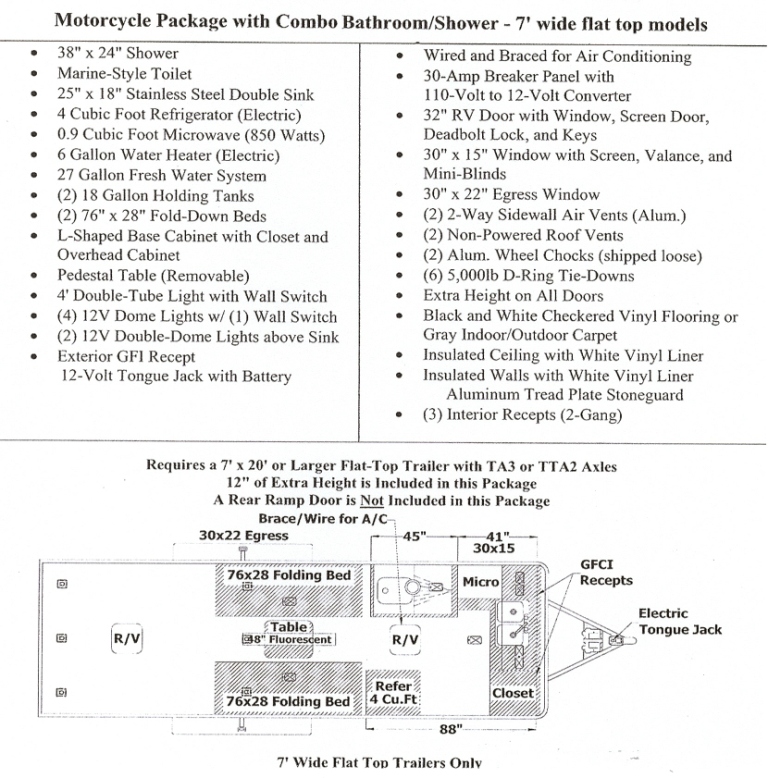 Motorcycle Package with Combo Bathroom/Shower - 7' wide flat top models
• 38" x 24" Shower
• Marine-Style Toilet
• 25" x 18" Stainless Steel Double Sink
• 4 Cubic Foot Refrigerator (Electric)
• 0.9 Cubic Foot Microwave (850 Watts)
• 6 Gallon Water Heater (Electric)
• 27 Gallon Fresh Water System
• (2) 18 Gallon Holding Tanks
• (2) 76" x 28" Fold-Down Beds
• L-Shaped Base Cabinet with Closet and
Overhead Cabinet
• Pedestal Table (Removable)
• 4' Double-Tube Light with Wall Switch
• (4) 12V Dome Lights w/ (1) Wall Switch
• (2) 12V Double-Dome Lights above Sink
• Exterior GFI Recept
12-Volt Tongue Jack with Battery
• Wired and Braced for Air Conditioning
• 30-Amp Breaker Panel with
110-Volt to 12-Volt Converter
• 32" RV Door with Window, Screen Door,
Deadbolt Lock, and Keys
• 30" x 15" Window with Screen, Valance, and
Mini-Blinds
• 30" x 22" Egress Window
• (2) 2-Way Sidewall Air Vents (Alum.)
• (2) Non-Powered Roof Vents
• (2) Alum. Wheel Chocks (shipped loose)
• (6) 5,000lb D-Ring Tie-Downs
• Extra Height on All Doors
• Black and White Checkered Vinyl Flooring or
Gray Indoor/Outdoor Carpet
• Insulated Ceiling with White Vinyl Liner
• Insulated Walls with White Vinyl Liner
Aluminum Tread Plate Stoneguard
• (3) Interior Recepts (2-Gang)
Requires a 7' x 20' or Larger Flat-Top Trailer with TA3 or TTA2 Axles
12" of Extra Height is Included in this Package
A Rear Ramp Door is Not Included in this Package
Brace/Wire for A/C
30x22 Egress
45"
41"
30x15
GFCI
Recepts
76x28 Folding Bed
Micro
Electric
Tongue Jack
R/V
Table
48" Fluorescent
R/V
Refer
4 Cu.Ft
Closet
76x28 Folding Bed
88"
7' Wide Flat Top Trailers Only